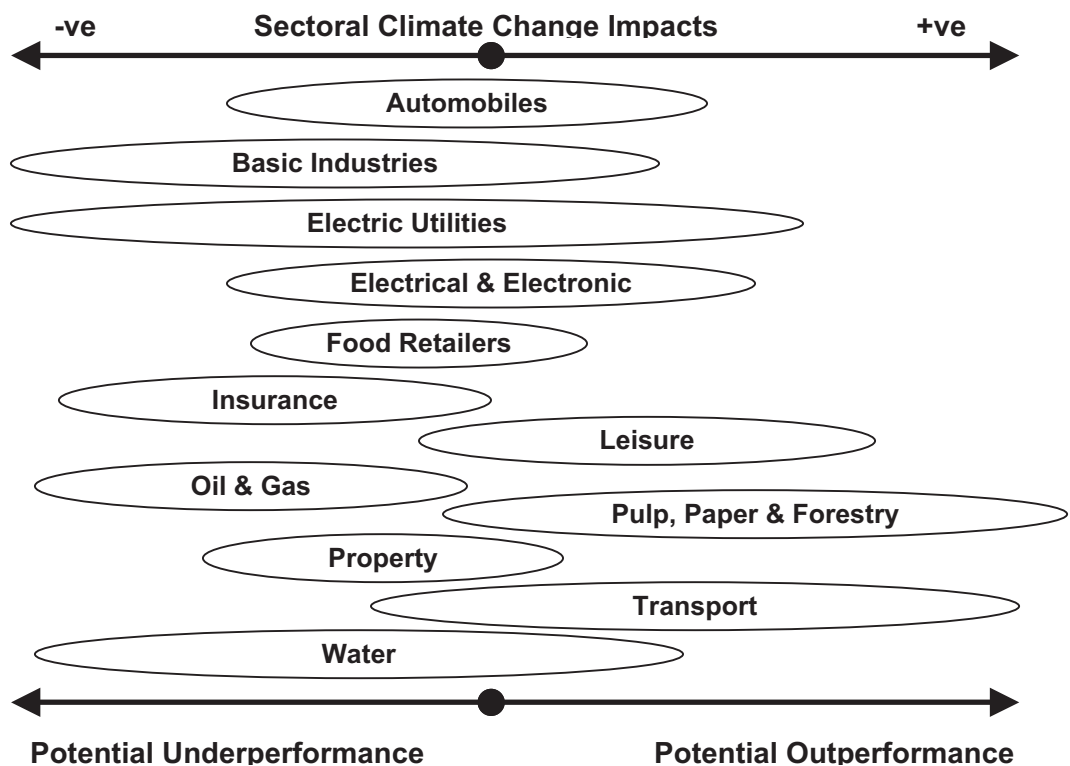 -ve Sectoral Climate Change Impacts +ve
Automobiles
Basic Industries
Electric Utilities
Electrical & Electronic
Food Retailers
Insurance
Leisure
Oil & Gas
Pulp, Paper & Forestry
Property
Transport
Water
Potential Underperformance Potential Outperformance